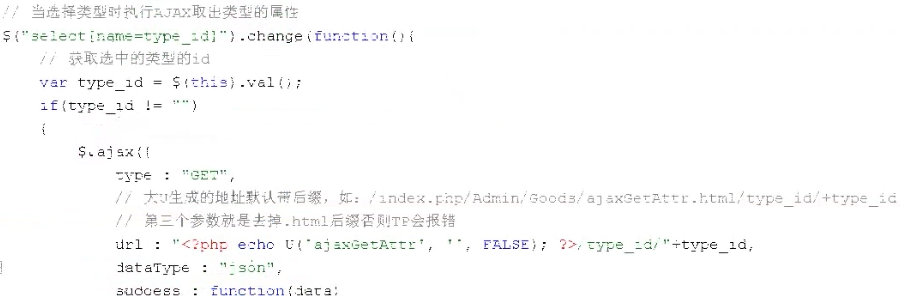 // 当选择类型时执行AJAX取出类型的属性
$("select[name=type_id]").change(function(){
// 获取选中的类型的id
var type_id = $(this).val();
if(type_id != "")
{
$.ajax({
type : "GET",
// 大U生成的地址默认带后缀，如：/index.php/Admin/Goods/ajaxGetAttr.html/type_id/+type_id
// 第三个参数就是去掉.html后缀否则TP会报错
url : "<?php echo U('ajaxGetAttr', '', FALSE); ?>/type_id/"+type_id,
dataType : "json",
success : function(data)